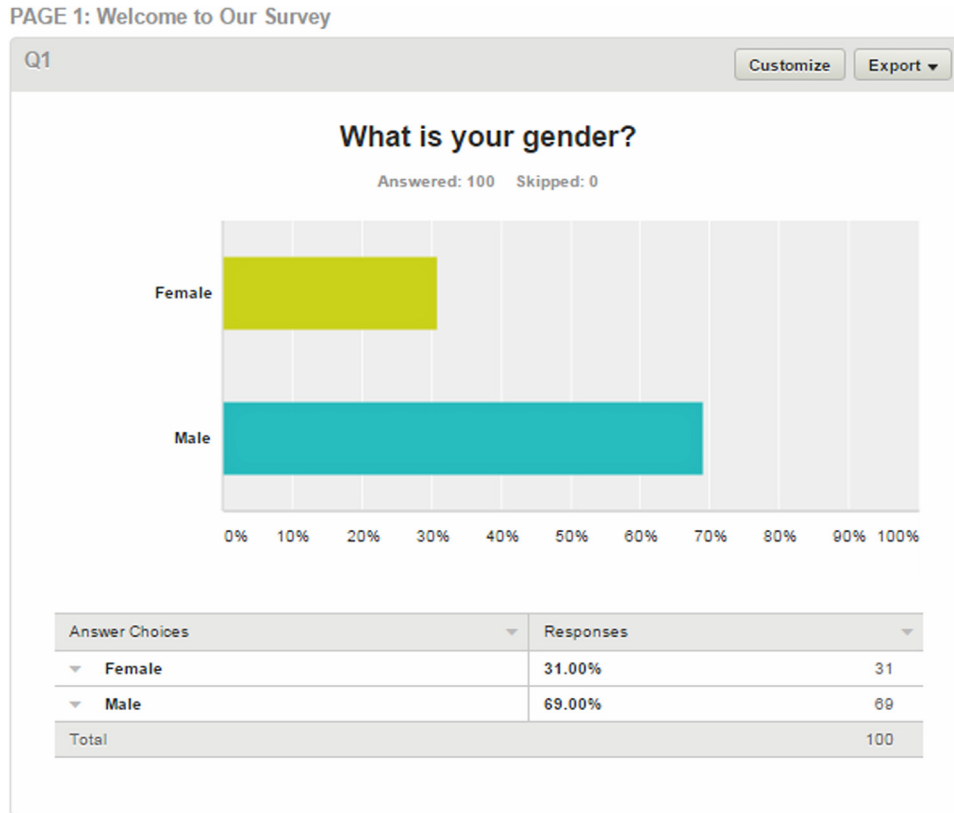 PAGE 1: Welcome to Our Survey
Q1 Customize Export
What is your gender?
Answered: 100 Skipped: 0
Female
Male
0% 10% 20% 30% 40% 50% 60% 70% 80% 90% 100%
Answer Choices Responses
Female 31.00% 31
Male 69.00% 69
Total 100